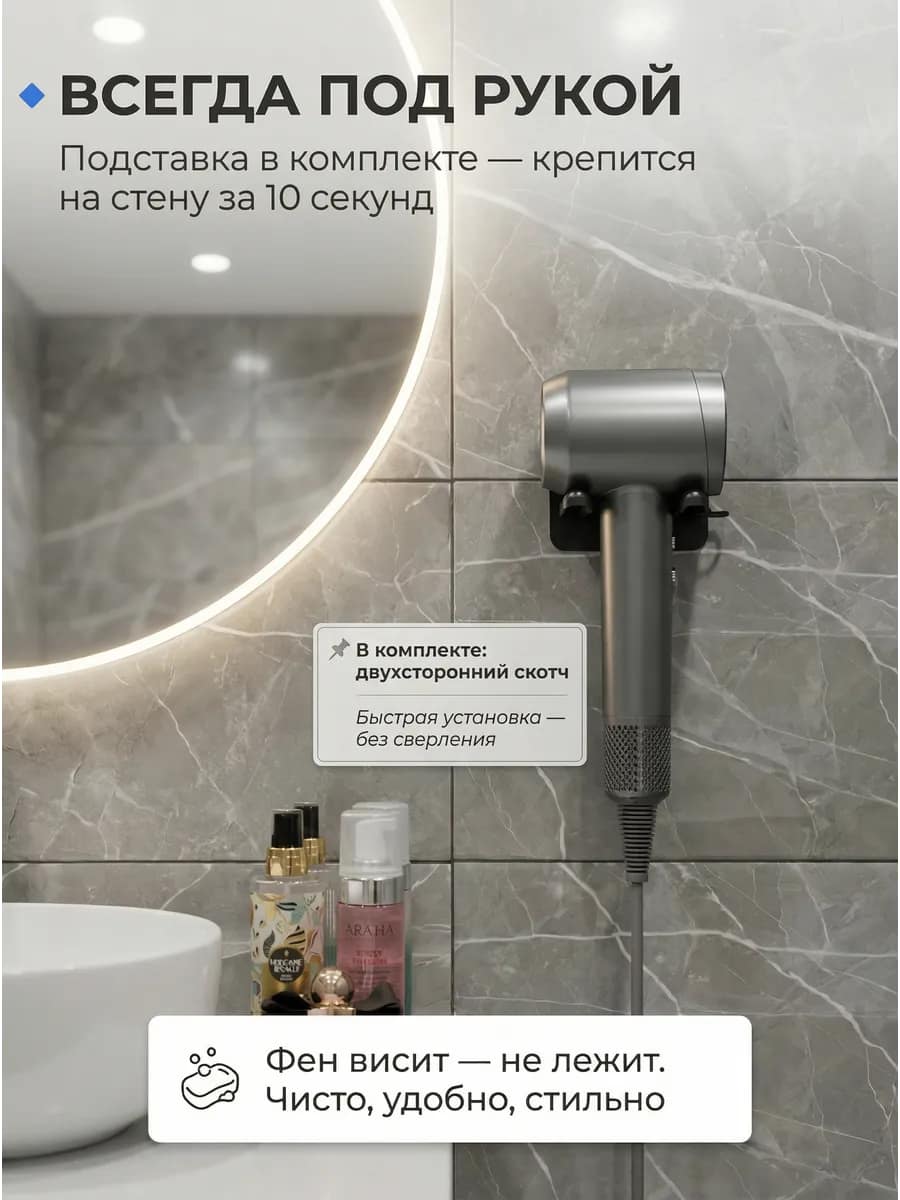 ВСЕГДА ПОД РУКОЙ
Подставка в комплекте — крепится
на стену за 10 секунд
В комплекте:
двухсторонний скотч
Быстрая установка —
без сверления
ARAHA
Фен висит — не лежит.
Чисто, удобно, стильно